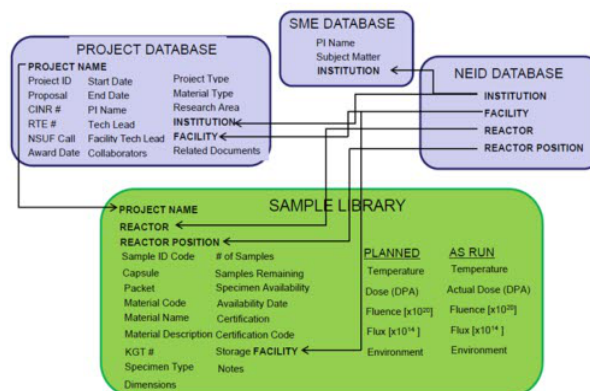 SME DATABASE
PI Name
Subject Matter
INSTITUTION
PROJECT DATABASE
PROJECT NAME
Project ID Start Date Project Type
Proposal End Date Material Type
CINR # PI Name Research Area
RTE # Tech Lead INSTITUTION
NSUF Call Facility Tech Lead FACILITY
Award Date Collaborators Related Documents
NEID DATABASE
INSTITUTION
FACILITY
REACTOR
REACTOR POSITION
SAMPLE LIBRARY
PROJECT NAME
REACTOR
REACTOR POSITION
Sample ID Code # of Samples
Capsule Samples Remaining
Packet Specimen Availability
Material Code Availability Date
Material Name Certification
Material Description Certification Code
KGT # Storage FACILITY
Specimen Type Notes
Dimensions
PLANNED AS RUN
Temperature Temperature
Dose (DPA) Actual Dose (DPA)
Fluence [x10²⁰] Fluence [x10²⁰]
Flux [x10¹⁴ ] Flux [x10¹⁴ ]
Environment Environment